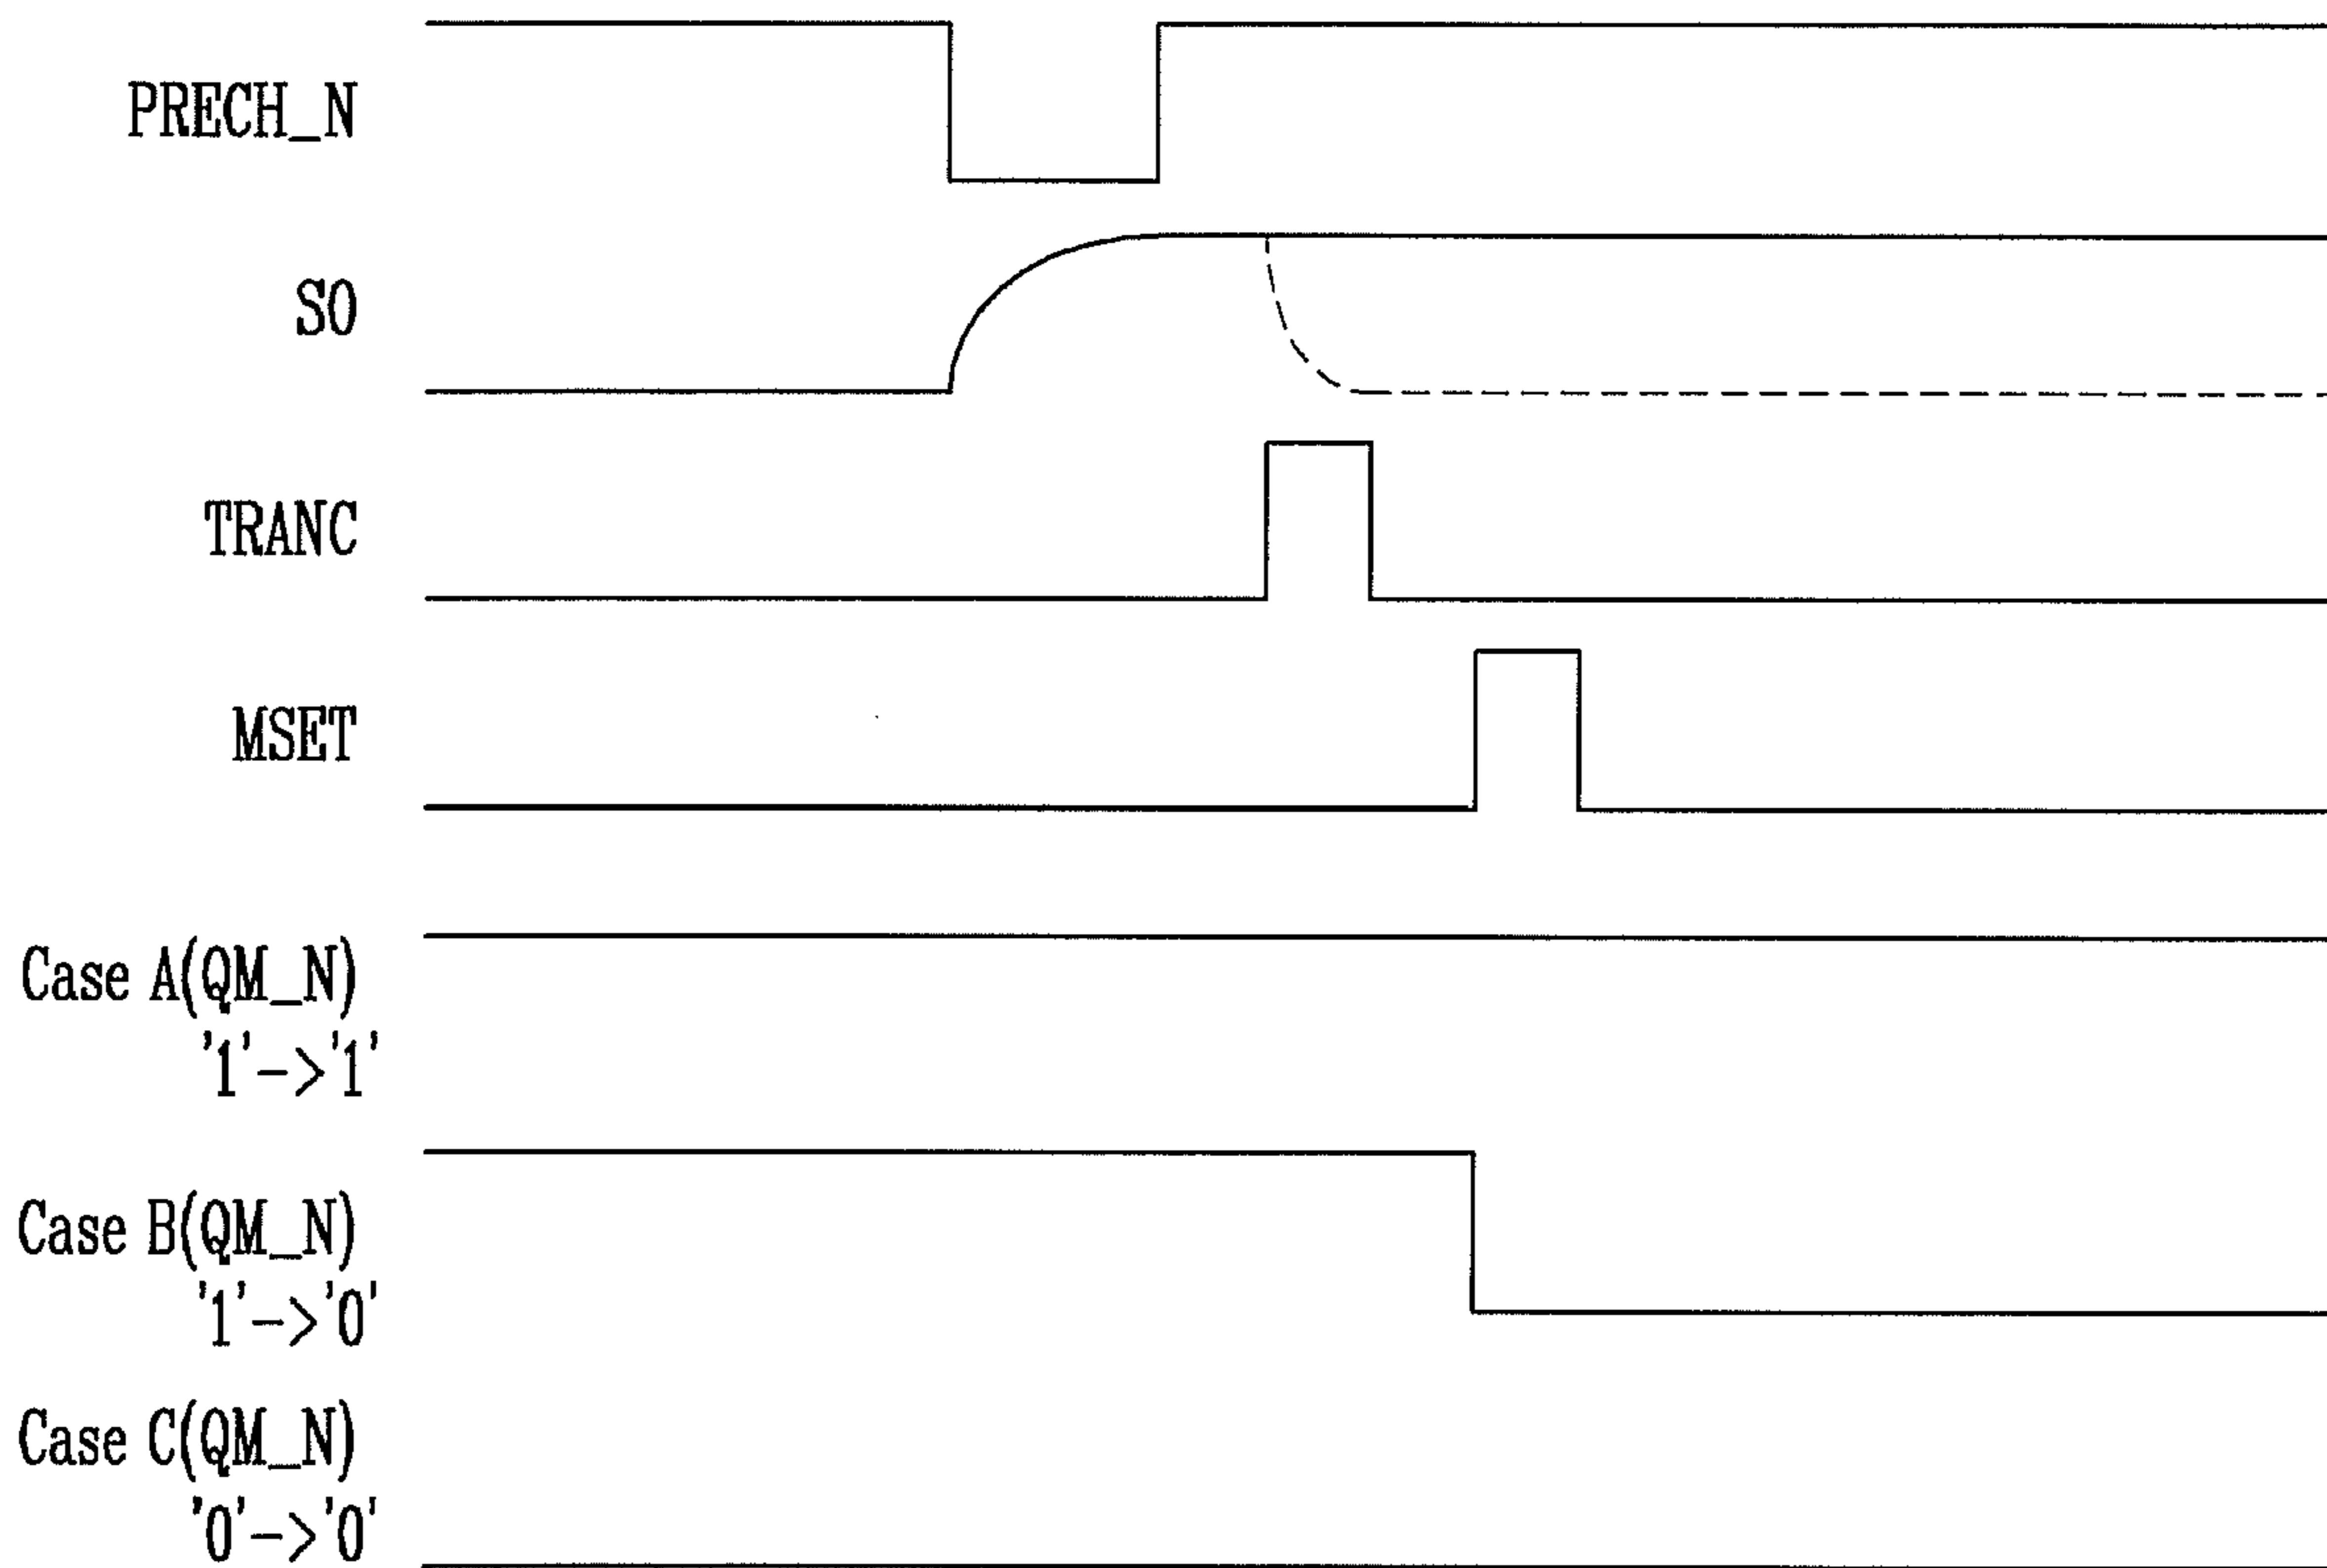 PRECH_N
SO
TRANC
MSET
Case A(QM_N)
'1'->'1'
Case B(QM_N)
'1'->'0'
Case C(QM_N)
'0'->'0'